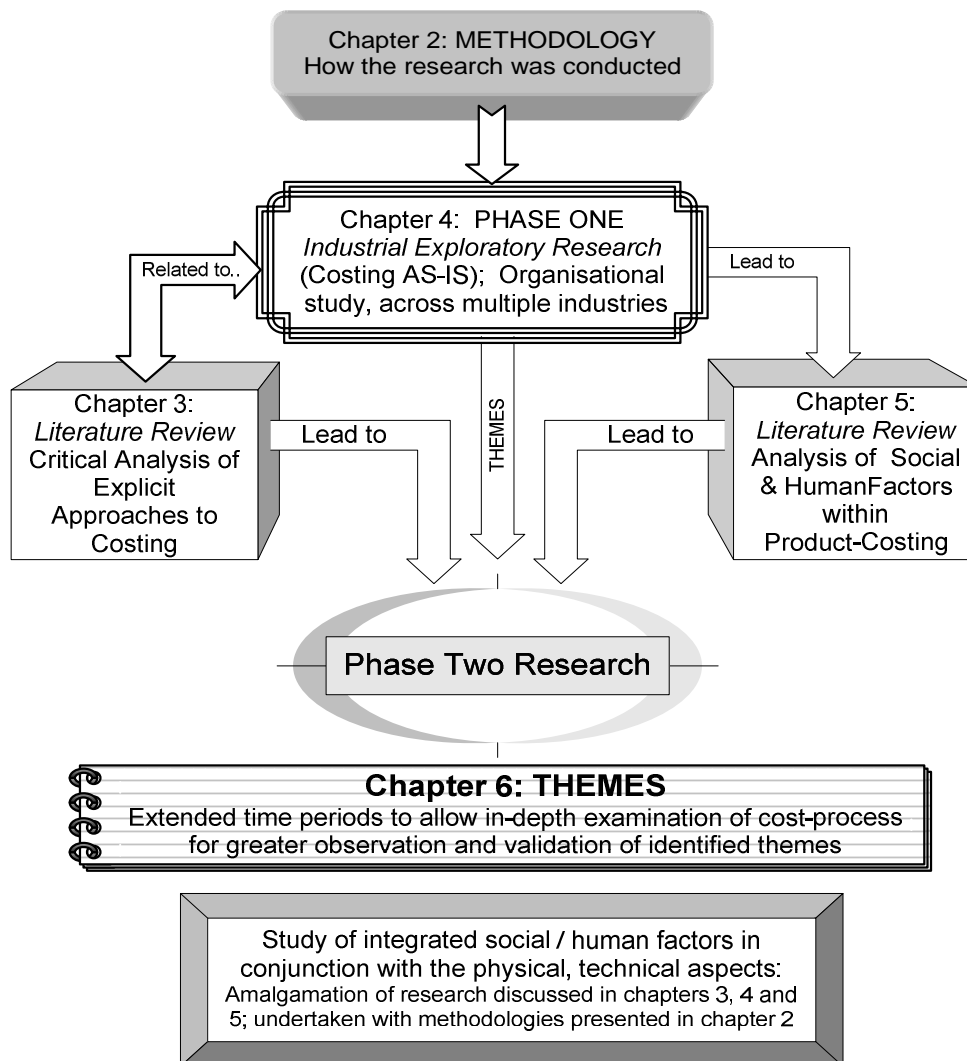 Chapter 2: METHODOLOGY
How the research was conducted
Chapter 4: PHASE ONE
Industrial Exploratory Research
(Costing AS-IS); Organisational
study, across multiple industries
Related to..
Lead to
Chapter 3:
Literature Review
Critical Analysis of
Explicit
Approaches to
Costing
Lead to
THEMES
Lead to
Chapter 5:
Literature Review
Analysis of Social
& HumanFactors
within
Product-Costing
Phase Two Research
Chapter 6: THEMES
Extended time periods to allow in-depth examination of cost-process
for greater observation and validation of identified themes
Study of integrated social / human factors in
conjunction with the physical, technical aspects:
Amalgamation of research discussed in chapters 3, 4 and
5; undertaken with methodologies presented in chapter 2